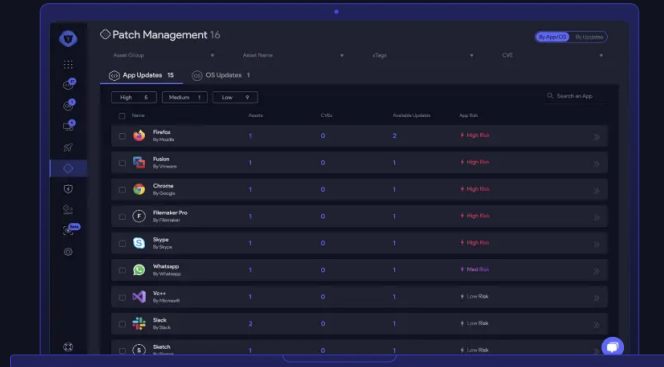 Patch Management 16
By App/OS By Updates
Asset Group Asset Name xTags CVE
App Updates 15 OS Updates 1
High 5 Medium 1 Low 9 Search an App
Name Assets CVEs Available Updates App Risk
Firefox 1 0 2 High Risk
By Mozilla
Fusion 1 0 1 High Risk
By Vmware
Chrome 1 0 1 High Risk
By Google
F Filemaker Pro 1 0 1 High Risk
By Filemaker
Skype 1 0 1 High Risk
By Skype
Whatsapp 1 0 1 Med Risk
By Whatsapp
Vc++ 1 0 1 Low Risk
By Microsoft
Slack 2 0 1 Low Risk
By Slack
S Sketch 1 0 1 Low Risk
Beta